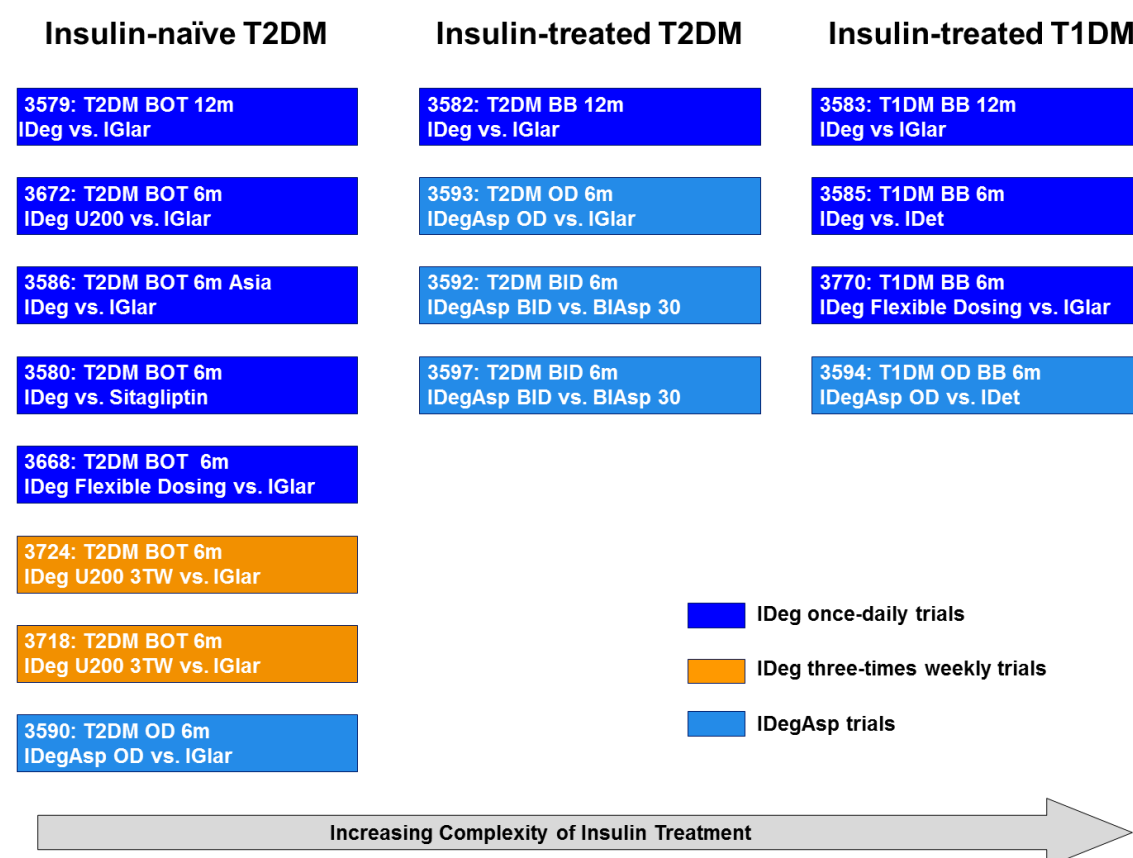 Insulin-naïve T2DM
3579: T2DM BOT 12m
IDeg vs. IGlar
3672: T2DM BOT 6m
IDeg U200 vs. IGlar
3586: T2DM BOT 6m Asia
IDeg vs. IGlar
3580: T2DM BOT 6m
IDeg vs. Sitagliptin
3668: T2DM BOT  6m
IDeg Flexible Dosing vs. IGlar
3724: T2DM BOT 6m
IDeg U200 3TW vs. IGlar
3718: T2DM BOT 6m
IDeg U200 3TW vs. IGlar
3590: T2DM OD 6m
IDegAsp OD vs. IGlar
Insulin-treated T2DM
3582: T2DM BB 12m
IDeg vs. IGlar
3593: T2DM OD 6m
IDegAsp OD vs. IGlar
3592: T2DM BID 6m
IDegAsp BID vs. BIAsp 30
3597: T2DM BID 6m
IDegAsp BID vs. BIAsp 30
Insulin-treated T1DM
3583: T1DM BB 12m
IDeg vs IGlar
3585: T1DM BB 6m
IDeg vs. IDet
3770: T1DM BB 6m
IDeg Flexible Dosing vs. IGlar
3594: T1DM OD BB 6m
IDegAsp OD vs. IDet
IDeg once-daily trials
IDeg three-times weekly trials
IDegAsp trials
Increasing Complexity of Insulin Treatment